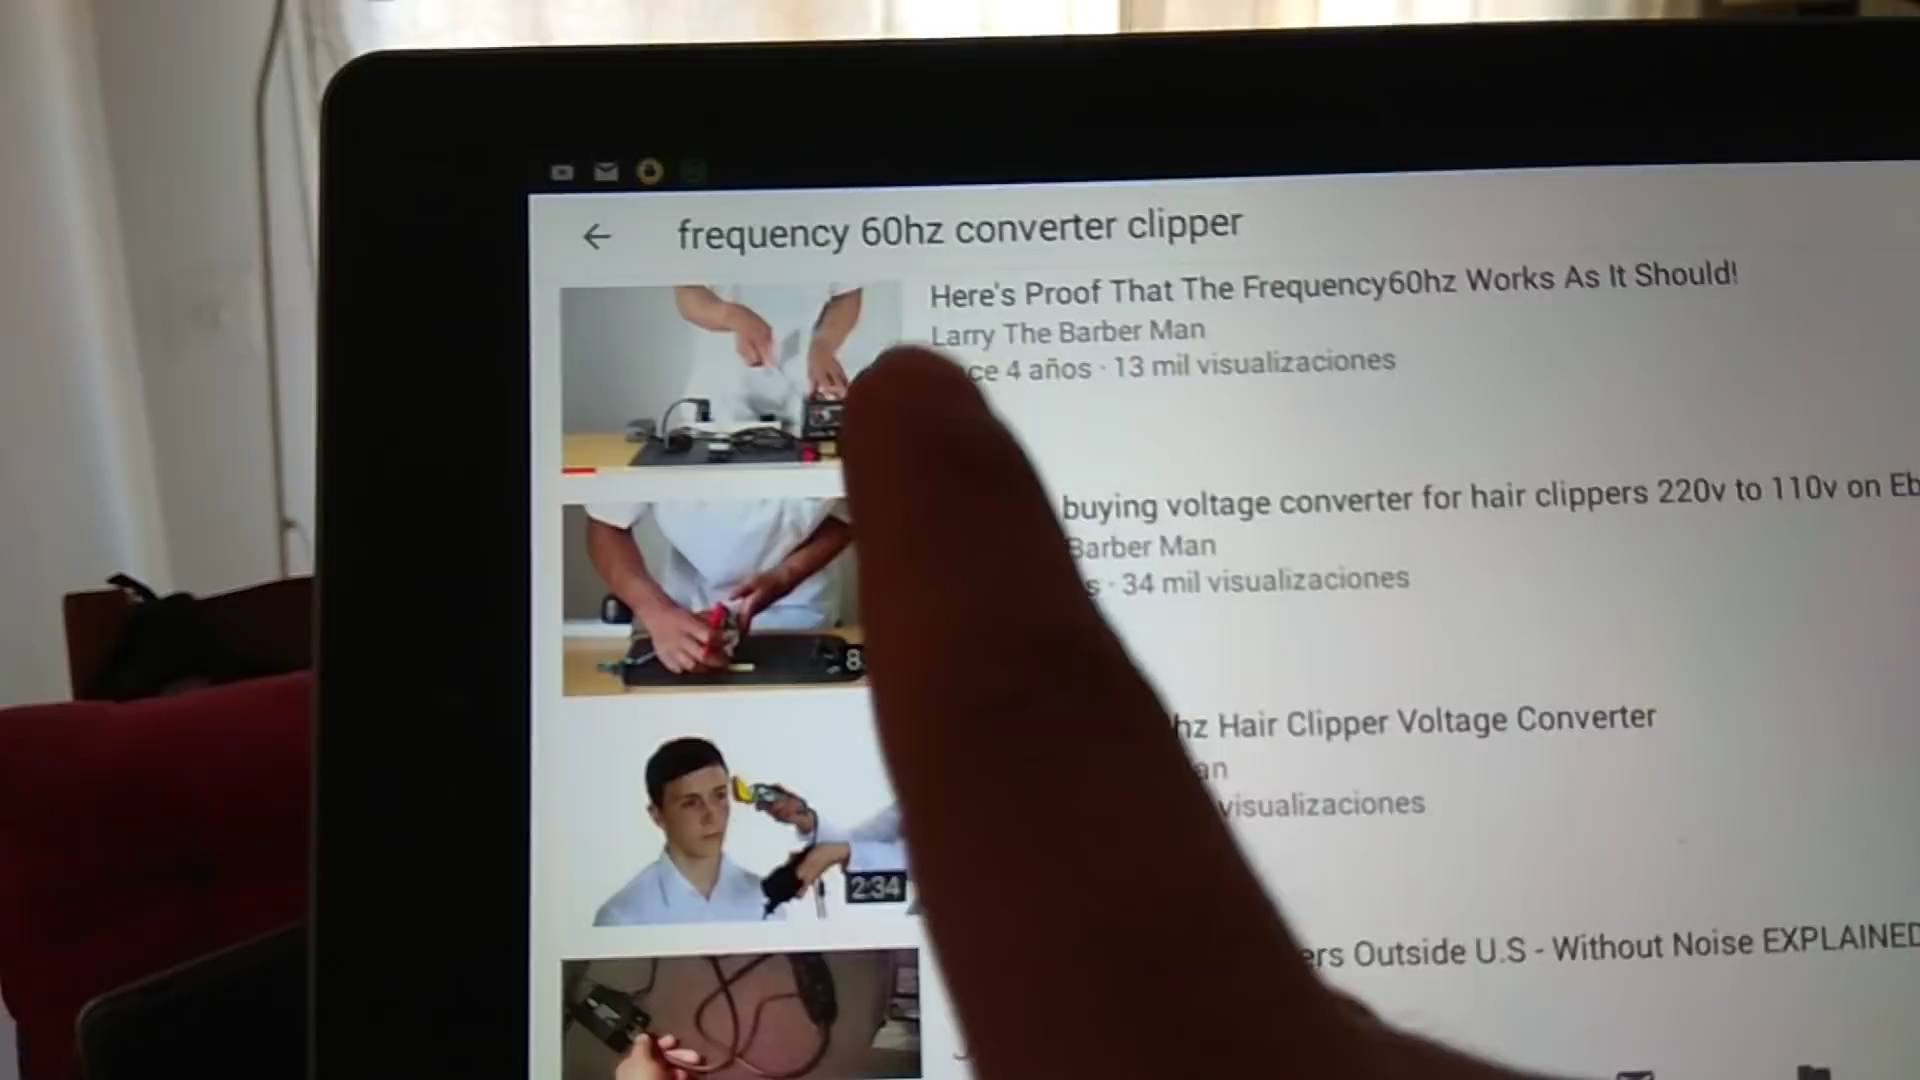 frequency 60hz converter clipper
Here's Proof That The Frequency60hz Works As It Should!
Larry The Barber Man
4 años · 13 mil visualizaciones
buying voltage converter for hair clippers 220v to 110v on
Barber Man
34 mil visualizaciones
Hair Clipper Voltage Converter
visualizaciones
2:34
Outside U.S - Without Noise EXPLAINED